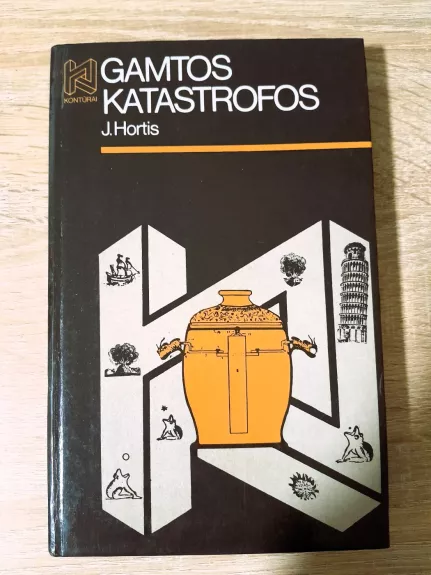 GAMTOS
KATASTROFOS
J. Hortis
KONTŪRAI